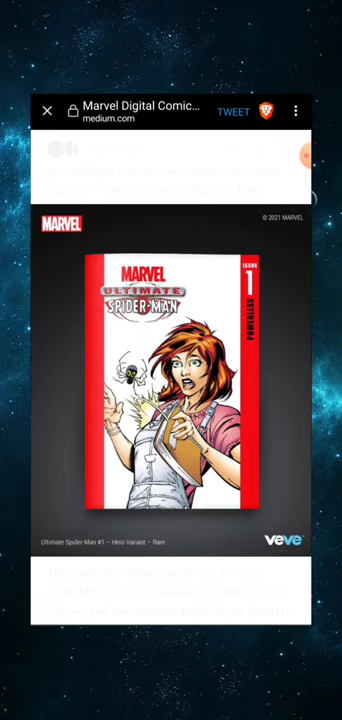 Marvel Digital Comic...
medium.com
TWEET
MARVEL
© 2021 MARVEL
MARVEL
ULTIMATE
SPIDER-MAN
ISSUE
1
POWERLESS
Ultimate Spider-Man #1 – Hero Variant – Rare
veve